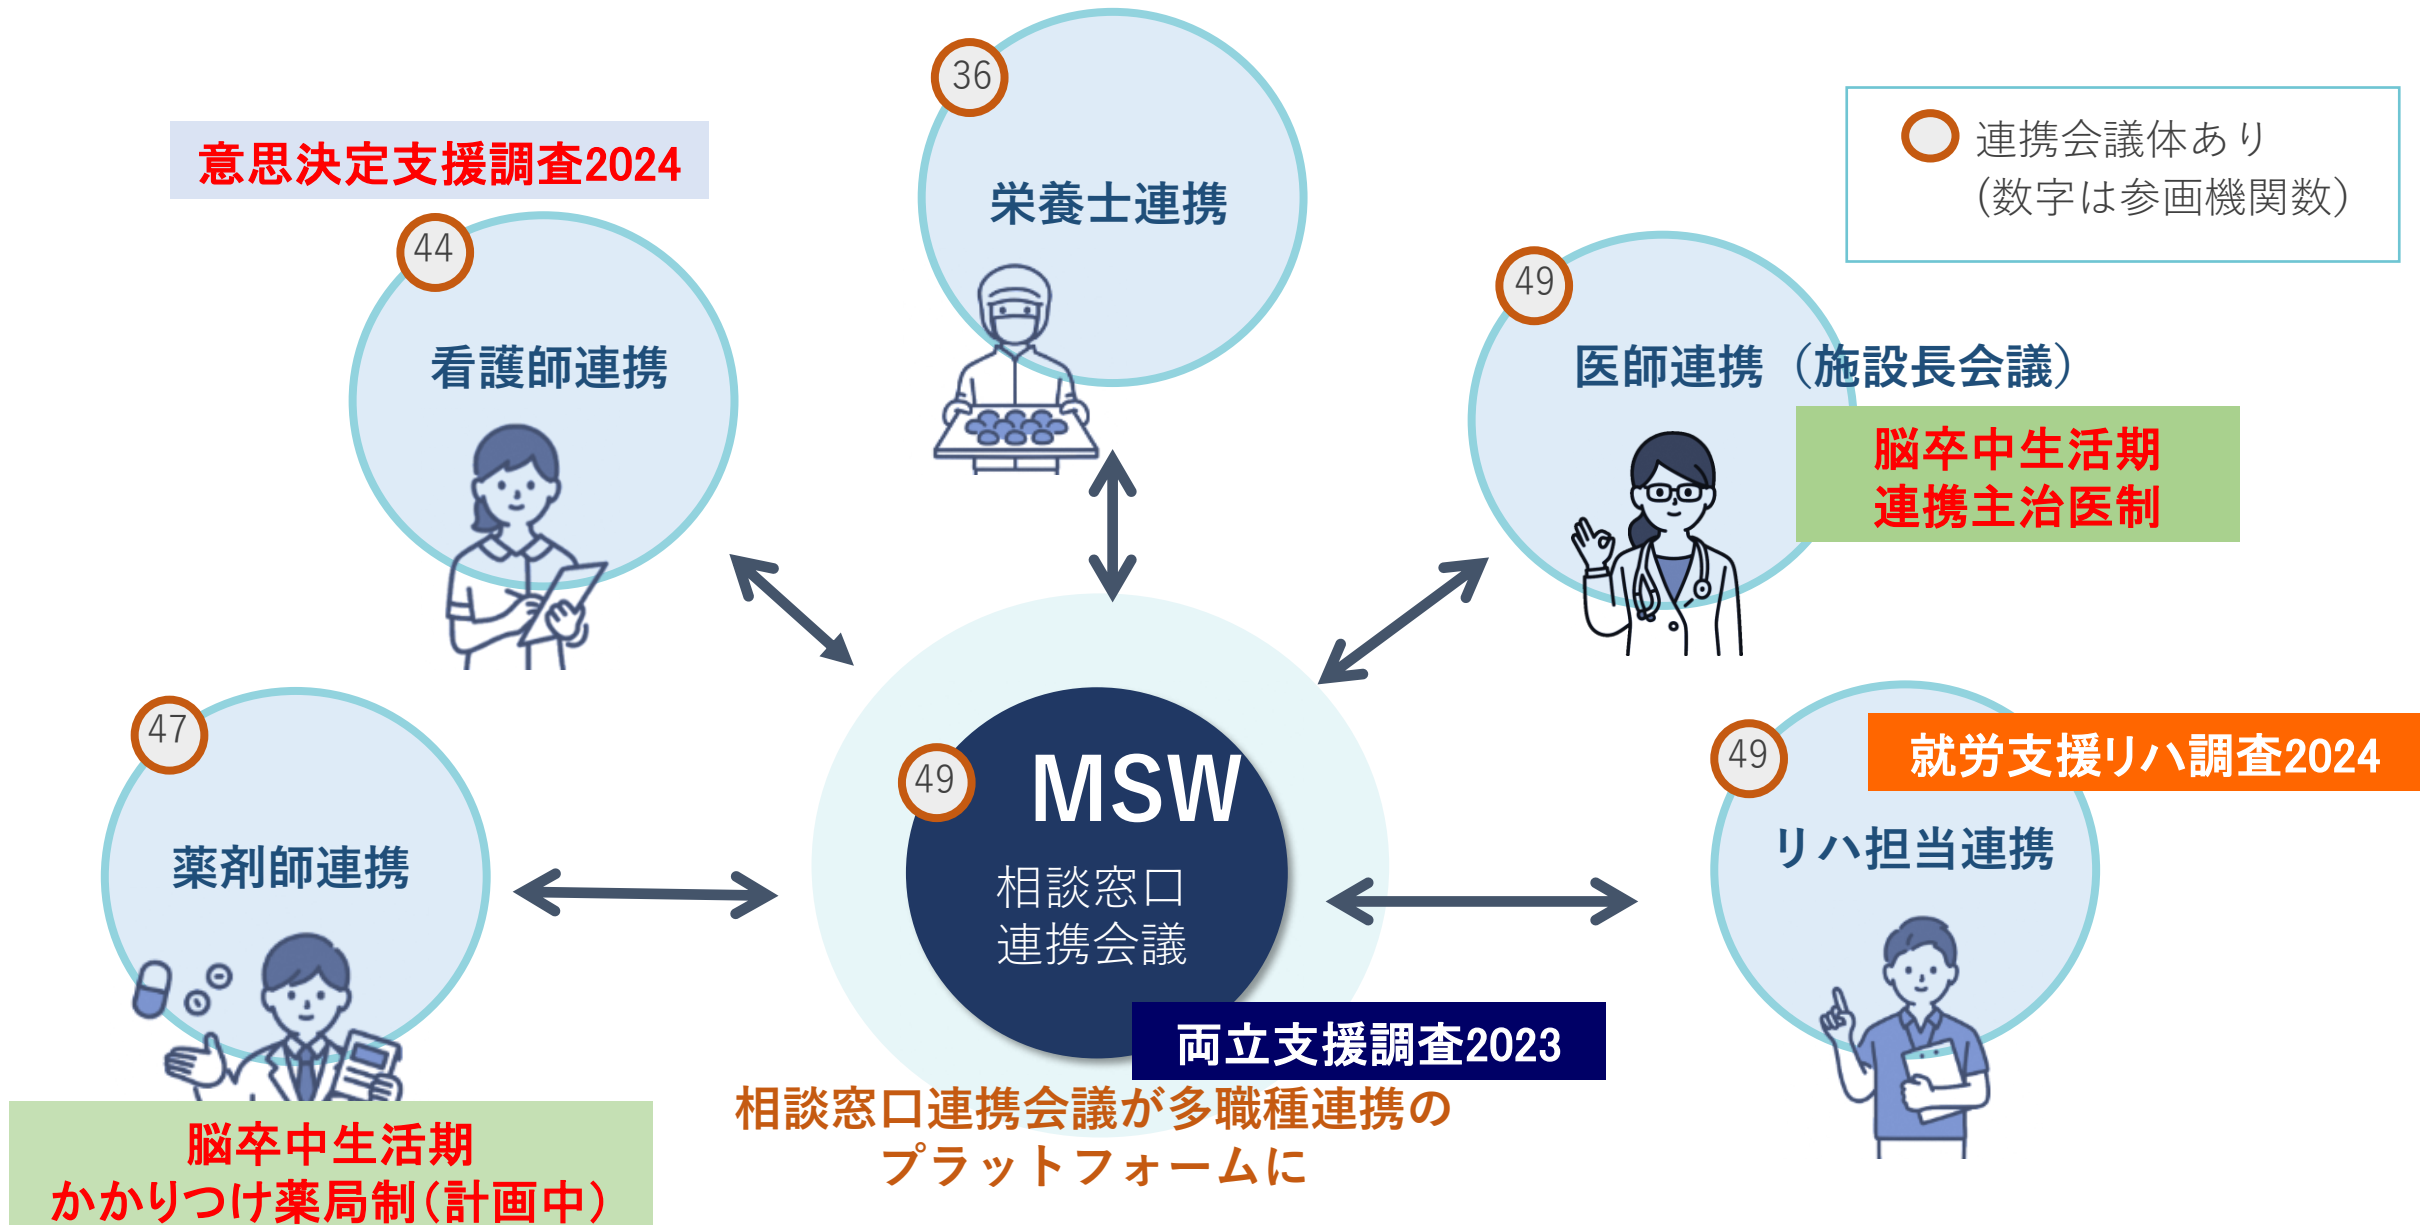 36
栄養士連携
連携会議体あり
(数字は参画機関数)
意思決定支援調査2024
44
看護師連携
49
医師連携（施設長会議）
脳卒中生活期
連携主治医制
47
薬剤師連携
脳卒中生活期
かかりつけ薬局制（計画中）
49
MSW
相談窓口
連携会議
両立支援調査2023
相談窓口連携会議が多職種連携の
プラットフォームに
49
就労支援リハ調査2024
リハ担当連携